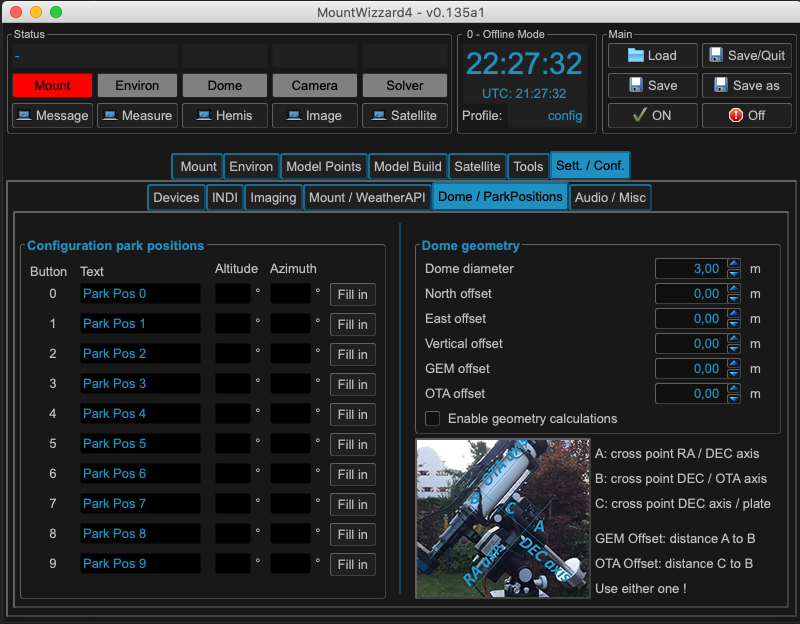 MountWizzard4 - v0.135a1
Status
-
Mount Environ Dome Camera Solver
Message Measure Hemis Image Satellite
0 - Offline Mode
22:27:32
UTC: 21:27:32
Profile: config
Main
Load Save/Quit
Save Save as
ON Off
Mount Environ Model Points Model Build Satellite Tools Sett. / Conf.
Devices INDI Imaging Mount / WeatherAPI Dome / ParkPositions Audio / Misc
Configuration park positions
Button Text Altitude Azimuth
0 Park Pos 0 ° ° Fill in
1 Park Pos 1 ° ° Fill in
2 Park Pos 2 ° ° Fill in
3 Park Pos 3 ° ° Fill in
4 Park Pos 4 ° ° Fill in
5 Park Pos 5 ° ° Fill in
6 Park Pos 6 ° ° Fill in
7 Park Pos 7 ° ° Fill in
8 Park Pos 8 ° ° Fill in
9 Park Pos 9 ° ° Fill in
Dome geometry
Dome diameter 3,00 m
North offset 0,00 m
East offset 0,00 m
Vertical offset 0,00 m
GEM offset 0,00 m
OTA offset 0,00 m
Enable geometry calculations
OTA axis
B
C
A
DEC axis
RA axis
A: cross point RA / DEC axis
B: cross point DEC / OTA axis
C: cross point DEC axis / plate
GEM Offset: distance A to B
OTA Offset: distance C to B
Use either one !